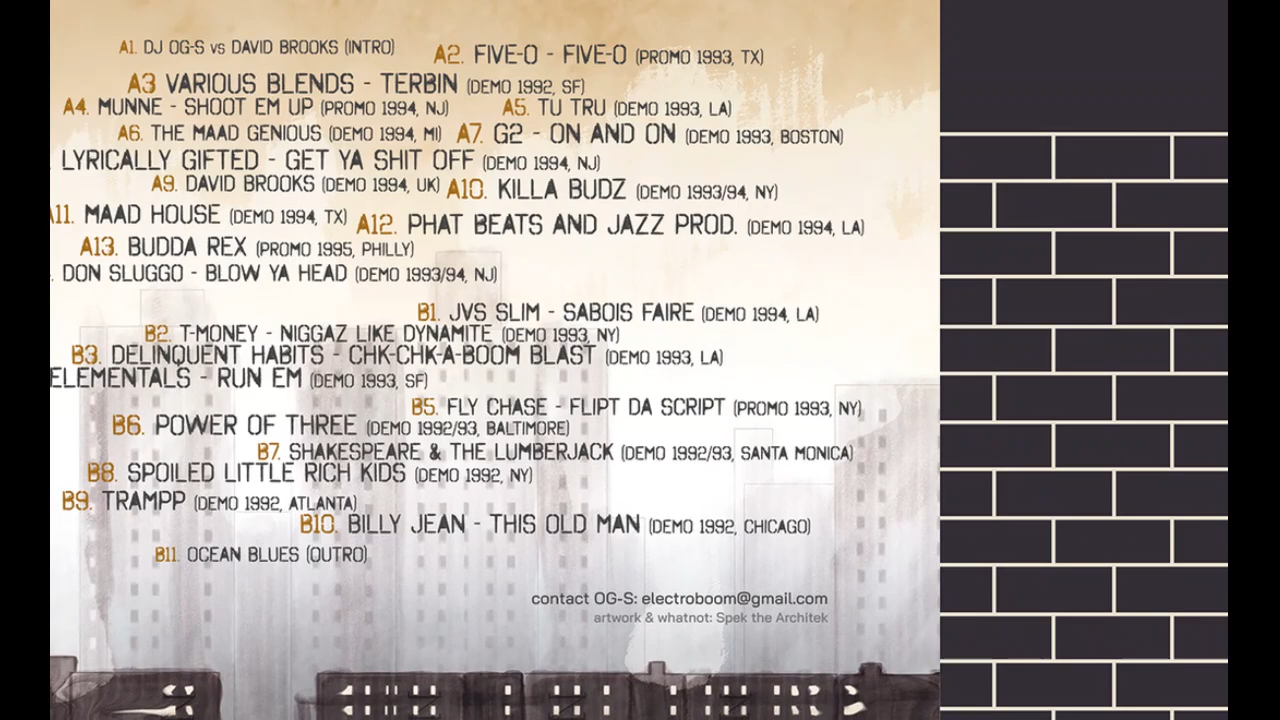 A1. DJ OG-S vs DAVID BROOKS (INTRO)
A2. FIVE-O - FIVE-O (PROMO 1993, TX)
A3 VARIOUS BLENDS - TERBIN (DEMO 1992, SF)
A4. MUNNE - SHOOT EM UP (PROMO 1994, NJ)
A5. TU TRU (DEMO 1993, LA)
A6. THE MAAD GENIOUS (DEMO 1994, MI)
A7. G2 - ON AND ON (DEMO 1993, BOSTON)
. LYRICALLY GIFTED - GET YA SHIT OFF (DEMO 1994, NJ)
A9. DAVID BROOKS (DEMO 1994, UK)
A10. KILLA BUDZ (DEMO 1993/94, NY)
A11. MAAD HOUSE (DEMO 1994, TX)
A12. PHAT BEATS AND JAZZ PROD. (DEMO 1994, LA)
A13. BUDDA REX (PROMO 1995, PHILLY)
. DON SLUGGO - BLOW YA HEAD (DEMO 1993/94, NJ)
B1. JVS SLIM - SABOIS FAIRE (DEMO 1994, LA)
B2. T-MONEY - NIGGAZ LIKE DYNAMITE (DEMO 1993, NY)
B3. DELINQUENT HABITS - CHK-CHK-A-BOOM BLAST (DEMO 1993, LA)
ELEMENTALS - RUN EM (DEMO 1993, SF)
B5. FLY CHASE - FLIPT DA SCRIPT (PROMO 1993, NY)
B6. POWER OF THREE (DEMO 1992/93, BALTIMORE)
B7. SHAKESPEARE & THE LUMBERJACK (DEMO 1992/93, SANTA MONICA)
B8. SPOILED LITTLE RICH KIDS (DEMO 1992, NY)
B9. TRAMPP (DEMO 1992, ATLANTA)
B10. BILLY JEAN - THIS OLD MAN (DEMO 1992, CHICAGO)
B11. OCEAN BLUES (OUTRO)
contact OG-S: electroboom@gmail.com
artwork & whatnot: Spek the Architek